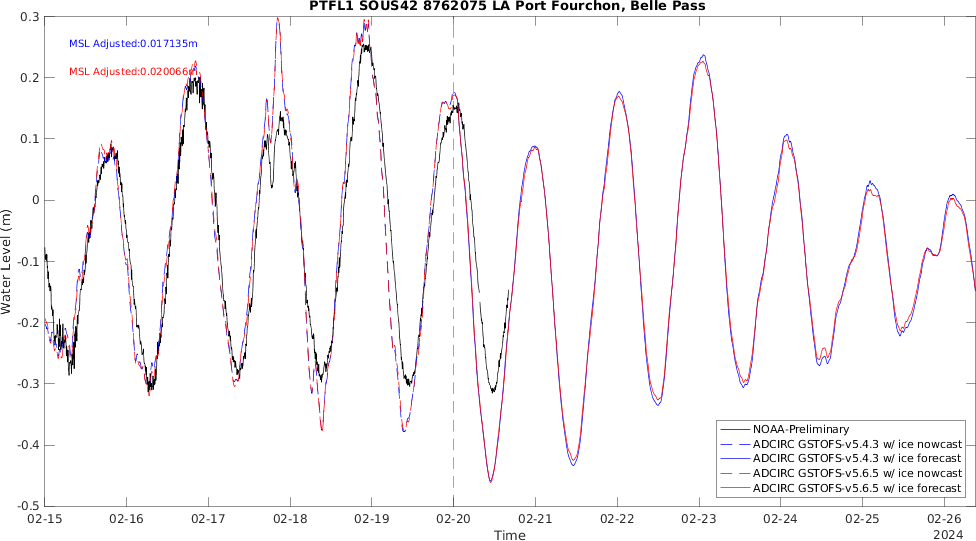 PTFL1 SOUS42 8762075 LA Port Fourchon, Belle Pass
MSL Adjusted:0.017135m
MSL Adjusted:0.020066m
Water Level (m)
0.3
0.2
0.1
0
-0.1
-0.2
-0.3
-0.4
-0.5
NOAA-Preliminary
ADCIRC GSTOFS-v5.4.3 w/ ice nowcast
ADCIRC GSTOFS-v5.4.3 w/ ice forecast
ADCIRC GSTOFS-v5.6.5 w/ ice nowcast
ADCIRC GSTOFS-v5.6.5 w/ ice forecast
02-15 02-16 02-17 02-18 02-19 02-20 02-21 02-22 02-23 02-24 02-25 02-26
Time
2024